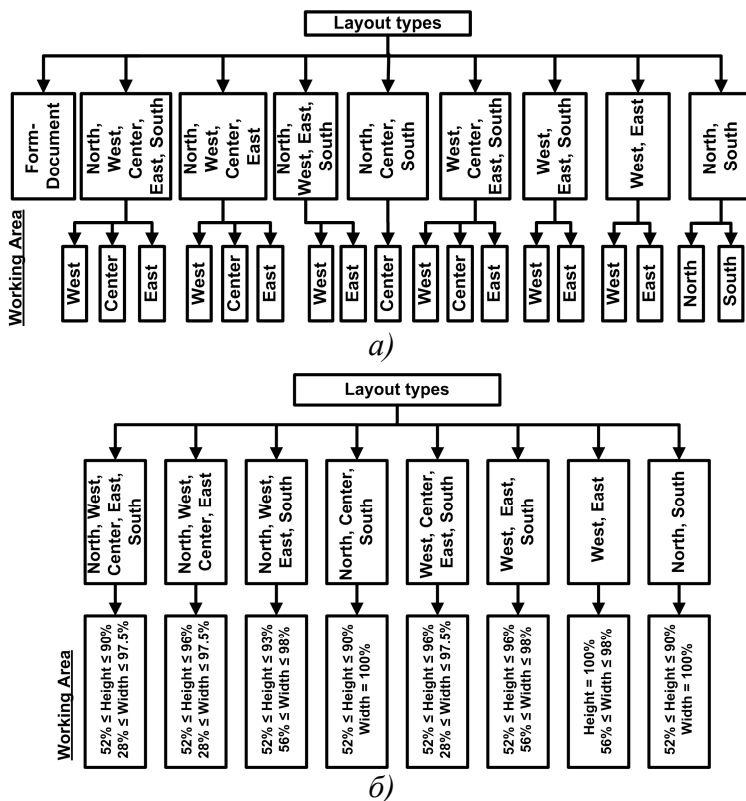 Layout types
Form-
Document
North,
West,
Center,
East, South
North,
West,
Center,
East
North,
West, East,
South
North,
Center,
South
West,
Center,
East, South
West,
East, South
West, East
North,
South
Working Area
West
Center
East
West
Center
East
West
East
Center
West
Center
East
West
East
West
East
North
South
а)
Layout types
North, West,
Center, East,
South
North, West,
Center, East
North, West,
East, South
North, Center,
South
West, Center,
East, South
West, East,
South
West, East
North, South
Working Area
52% ≤ Height ≤ 90%
28% ≤ Width ≤ 97.5%
52% ≤ Height ≤ 96%
28% ≤ Width ≤ 97.5%
52% ≤ Height ≤ 93%
56% ≤ Width ≤ 98%
52% ≤ Height ≤ 90%
Width = 100%
52% ≤ Height ≤ 96%
28% ≤ Width ≤ 97.5%
52% ≤ Height ≤ 96%
56% ≤ Width ≤ 98%
Height = 100%
56% ≤ Width ≤ 98%
52% ≤ Height ≤ 90%
Width = 100%
б)